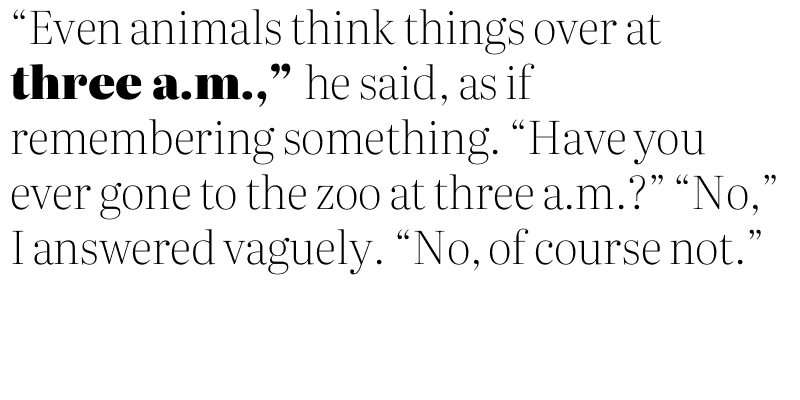 “Even animals think things over at
three a.m.,” he said, as if
remembering something. “Have you
ever gone to the zoo at three a.m.?” “No,”
I answered vaguely. “No, of course not.”